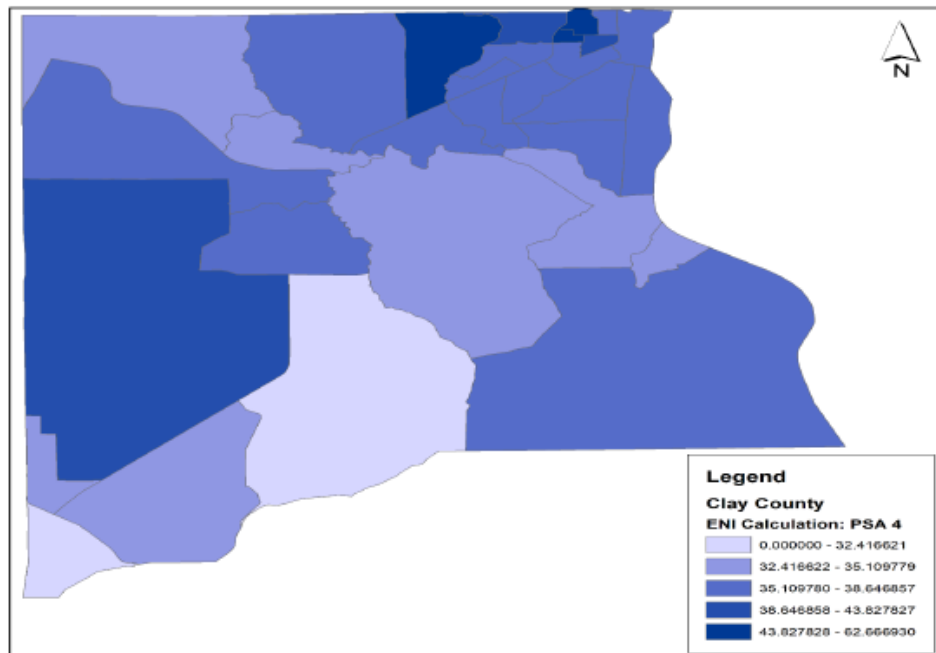 N
Legend
Clay County
ENI Calculation: PSA 4
0.000000 - 32.416621
32.416622 - 35.109779
35.109780 - 38.646857
38.646858 - 43.827827
43.827828 - 62.666930